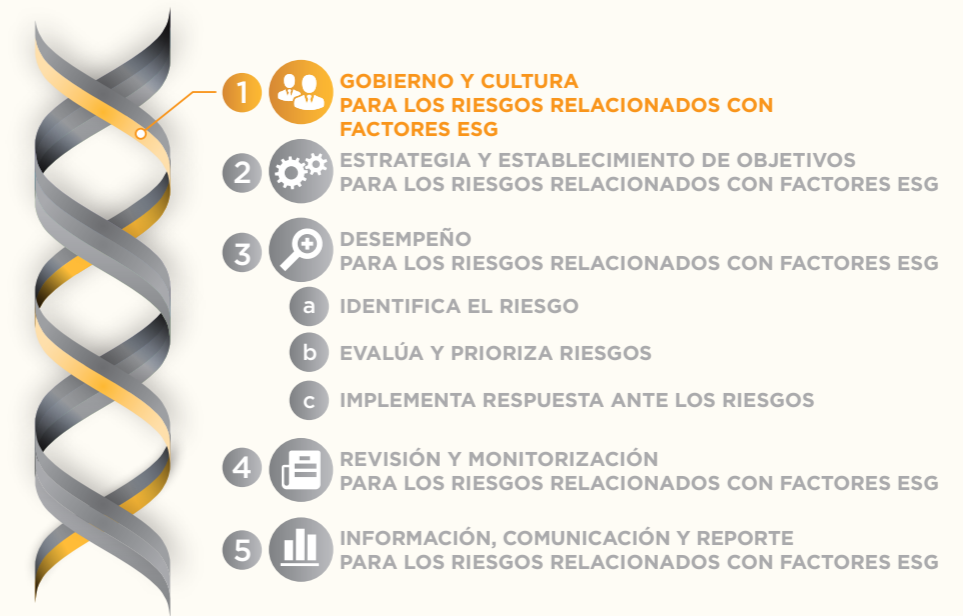 1 GOBIERNO Y CULTURA
PARA LOS RIESGOS RELACIONADOS CON
FACTORES ESG
2 ESTRATEGIA Y ESTABLECIMIENTO DE OBJETIVOS
PARA LOS RIESGOS RELACIONADOS CON FACTORES ESG
3 DESEMPEÑO
PARA LOS RIESGOS RELACIONADOS CON FACTORES ESG
a IDENTIFICA EL RIESGO
b EVALÚA Y PRIORIZA RIESGOS
c IMPLEMENTA RESPUESTA ANTE LOS RIESGOS
4 REVISIÓN Y MONITORIZACIÓN
PARA LOS RIESGOS RELACIONADOS CON FACTORES ESG
5 INFORMACIÓN, COMUNICACIÓN Y REPORTE
PARA LOS RIESGOS RELACIONADOS CON FACTORES ESG